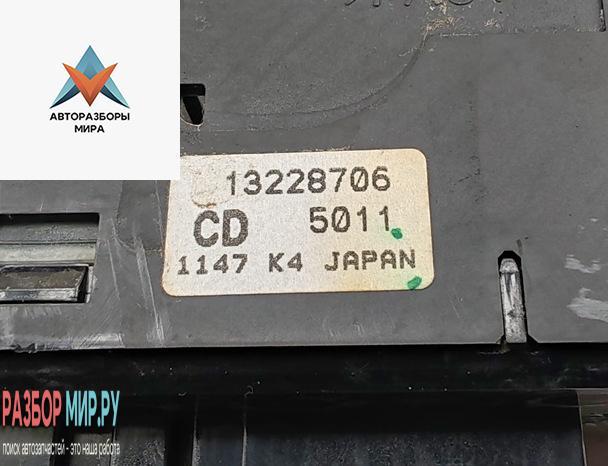 АВТОРАЗБОРЫ
МИРА
13228706
CD 5011
1147 K4 JAPAN
РАЗБОР МИР.РУ
поиск автозапчастей - это наша работа